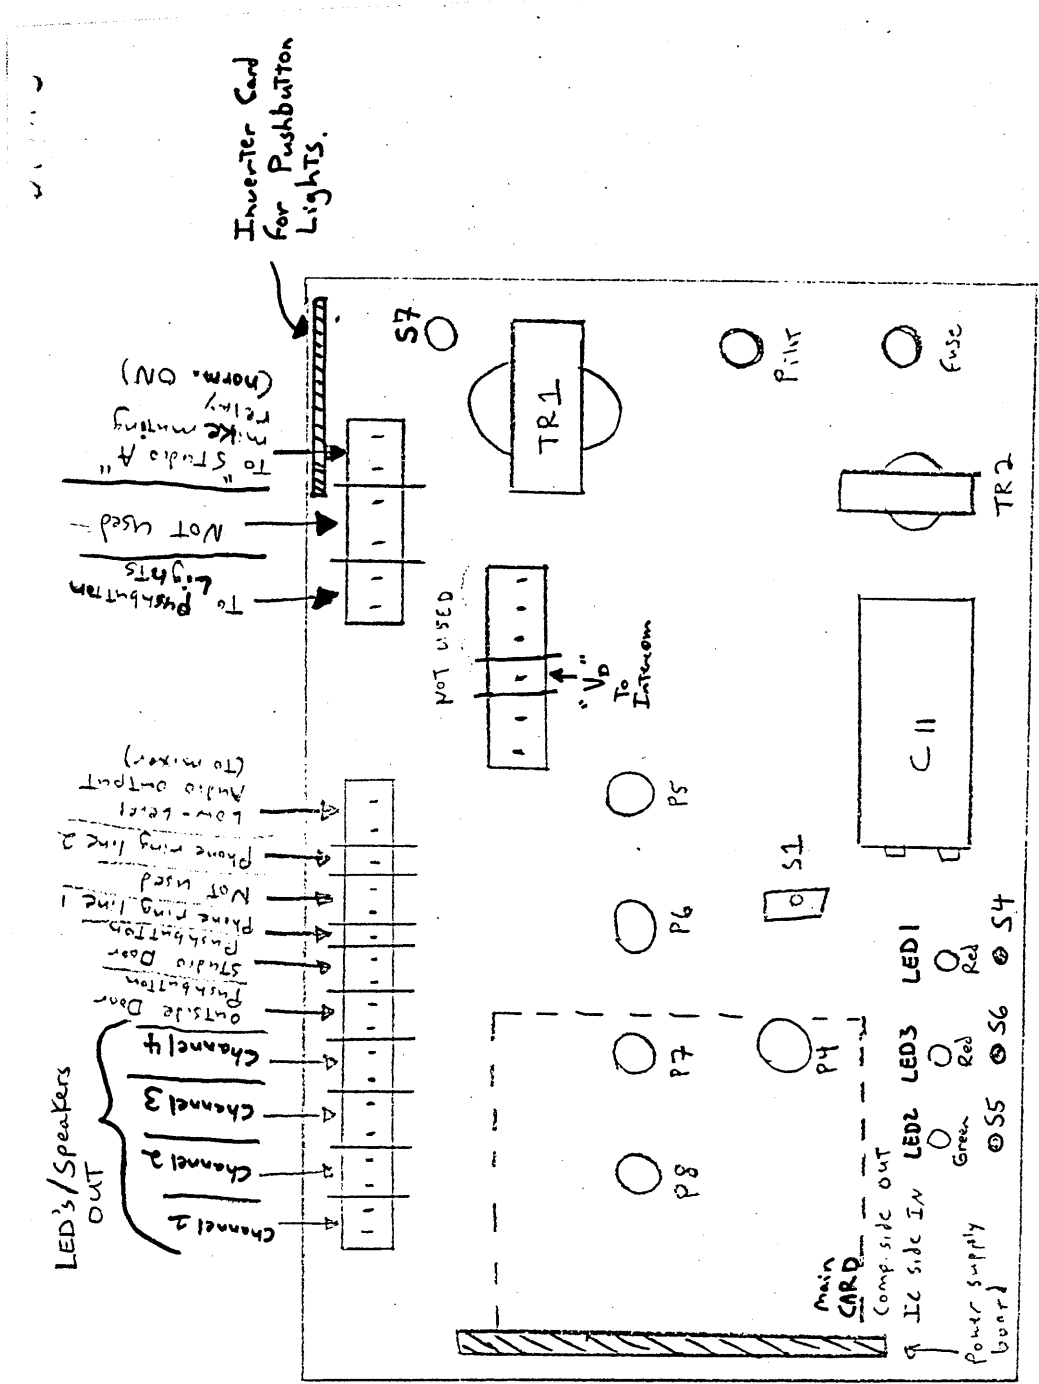 Inverter Card
for Pushbutton
Lights.
To
"Studio A"
mike muting
relay
(norm. ON)
NOT used
To
Pushbutton
Lights
Low-Level
Audio output
(To mixer)
Phone ring line 2
NOT used
Phone ring line 1
Studio Door
Pushbutton
Outside Door
Pushbutton
Channel 4
Channel 3
Channel 2
Channel 1
LED's/Speakers
OUT
S7
TR1
Pilot
Fuse
TR2
NOT USED
"VD"
To
Intercom
C11
P5
P6
S1
P7
P4
P8
LED1
Red
S4
LED3
Red
S6
LED2
Green
S5
Main
CARD
Comp. side OUT
IC side IN
Power supply
board